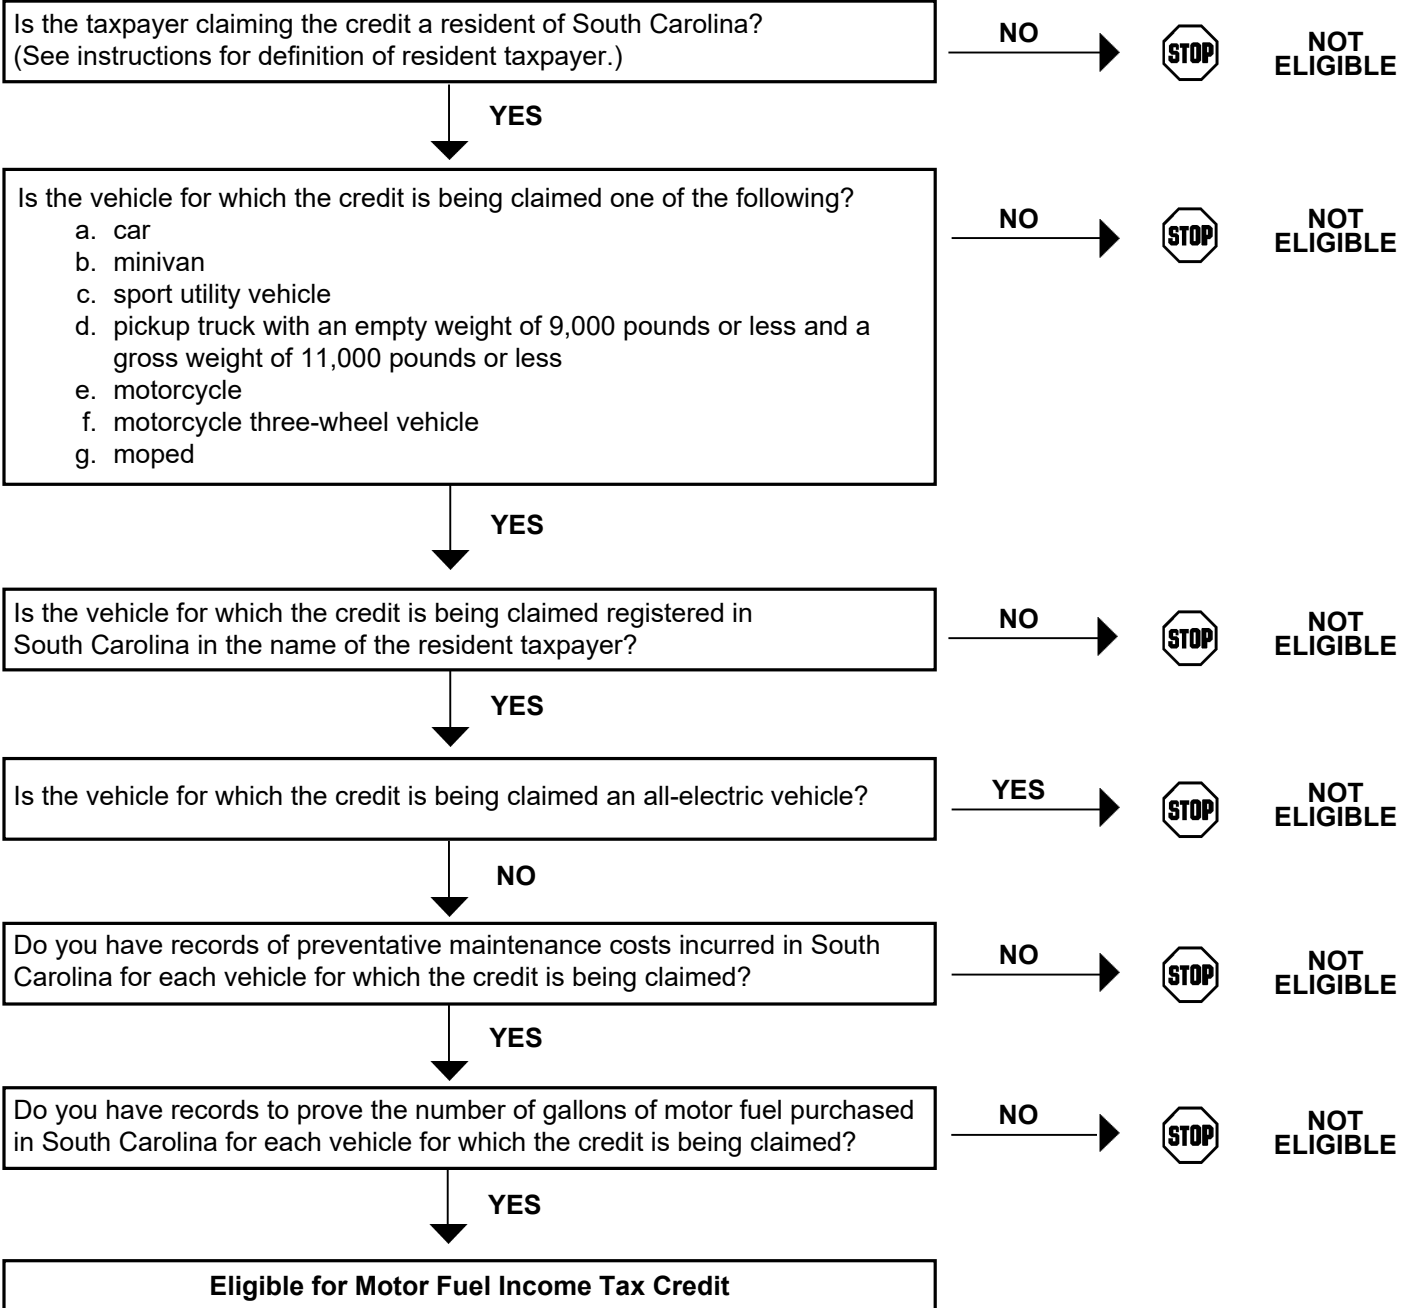 Is the taxpayer claiming the credit a resident of South Carolina?
(See instructions for definition of resident taxpayer.)
NO
STOP
NOT
ELIGIBLE
YES
Is the vehicle for which the credit is being claimed one of the following?
a. car
b. minivan
c. sport utility vehicle
d. pickup truck with an empty weight of 9,000 pounds or less and a
gross weight of 11,000 pounds or less
e. motorcycle
f. motorcycle three-wheel vehicle
g. moped
NO
STOP
NOT
ELIGIBLE
YES
Is the vehicle for which the credit is being claimed registered in
South Carolina in the name of the resident taxpayer?
NO
STOP
NOT
ELIGIBLE
YES
Is the vehicle for which the credit is being claimed an all-electric vehicle?
YES
STOP
NOT
ELIGIBLE
NO
Do you have records of preventative maintenance costs incurred in South
Carolina for each vehicle for which the credit is being claimed?
NO
STOP
NOT
ELIGIBLE
YES
Do you have records to prove the number of gallons of motor fuel purchased
in South Carolina for each vehicle for which the credit is being claimed?
NO
STOP
NOT
ELIGIBLE
YES
Eligible for Motor Fuel Income Tax Credit